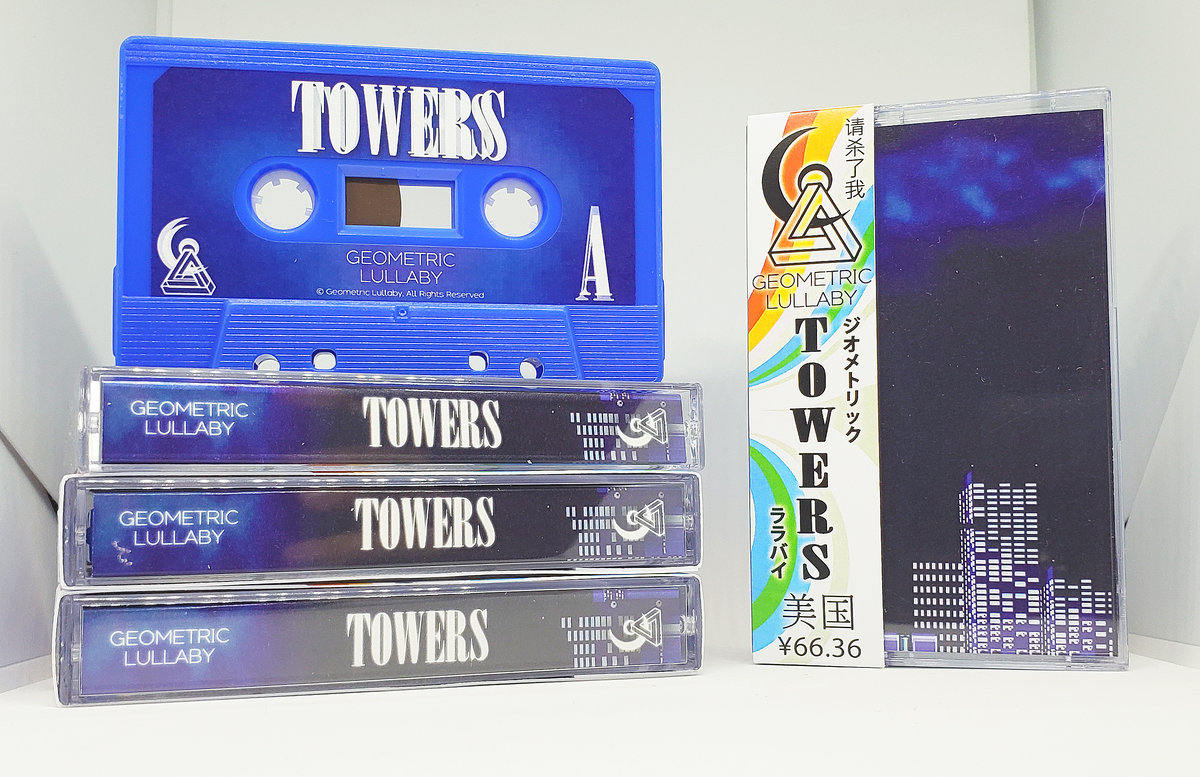 TOWERS
GEOMETRIC
LULLABY
© Geometric Lullaby, All Rights Reserved
A
GEOMETRIC
LULLABY
TOWERS
GEOMETRIC
LULLABY
TOWERS
GEOMETRIC
LULLABY
TOWERS
请杀了我
GEOMETRIC
LULLABY
TOWERS
ジオメトリック
ララバイ
美国
¥66.36